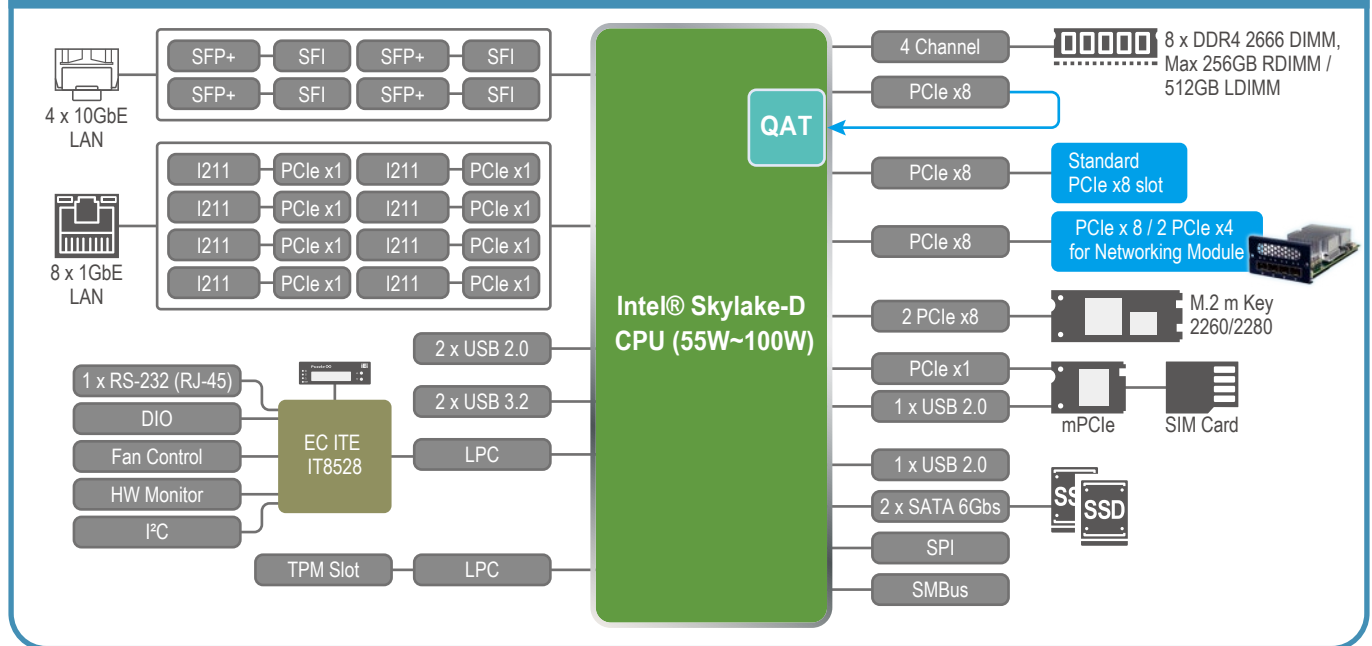 4 x 10GbE
LAN
SFP+ SFI SFP+ SFI
SFP+ SFI SFP+ SFI
8 x 1GbE
LAN
I211 PCIe x1 I211 PCIe x1
I211 PCIe x1 I211 PCIe x1
I211 PCIe x1 I211 PCIe x1
I211 PCIe x1 I211 PCIe x1
2 x USB 2.0
2 x USB 3.2
LPC
1 x RS-232 (RJ-45)
DIO
Fan Control
HW Monitor
I²C
EC ITE
IT8528
TPM Slot
LPC
Intel® Skylake-D
CPU (55W~100W)
QAT
4 Channel
8 x DDR4 2666 DIMM,
Max 256GB RDIMM /
512GB LDIMM
PCIe x8
PCIe x8
Standard
PCIe x8 slot
PCIe x8
PCIe x 8 / 2 PCIe x4
for Networking Module
2 PCIe x8
M.2 m Key
2260/2280
PCIe x1
1 x USB 2.0
mPCIe
SIM Card
1 x USB 2.0
2 x SATA 6Gbs
SS
SSD
SPI
SMBus